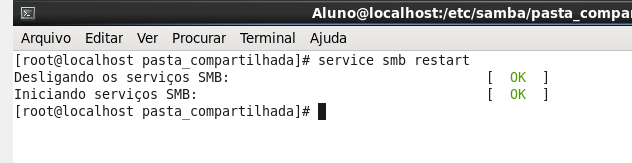 Aluno@localhost:/etc/samba/pasta_compar
Arquivo Editar Ver Procurar Terminal Ajuda
[root@localhost pasta_compartilhada]# service smb restart
Desligando os serviços SMB: [ OK ]
Iniciando serviços SMB: [ OK ]
[root@localhost pasta_compartilhada]#